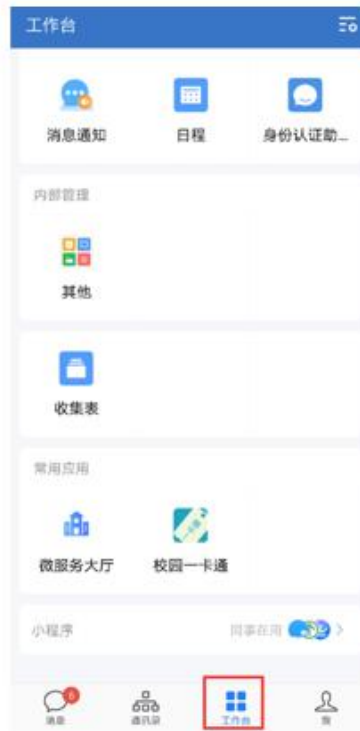 工作台
消息通知 日程 身份认证助...
内部管理
其他
收集表
常用应用
微服务大厅 校园一卡通
小程序 同事在用
6
消息 通讯录 工作台 我